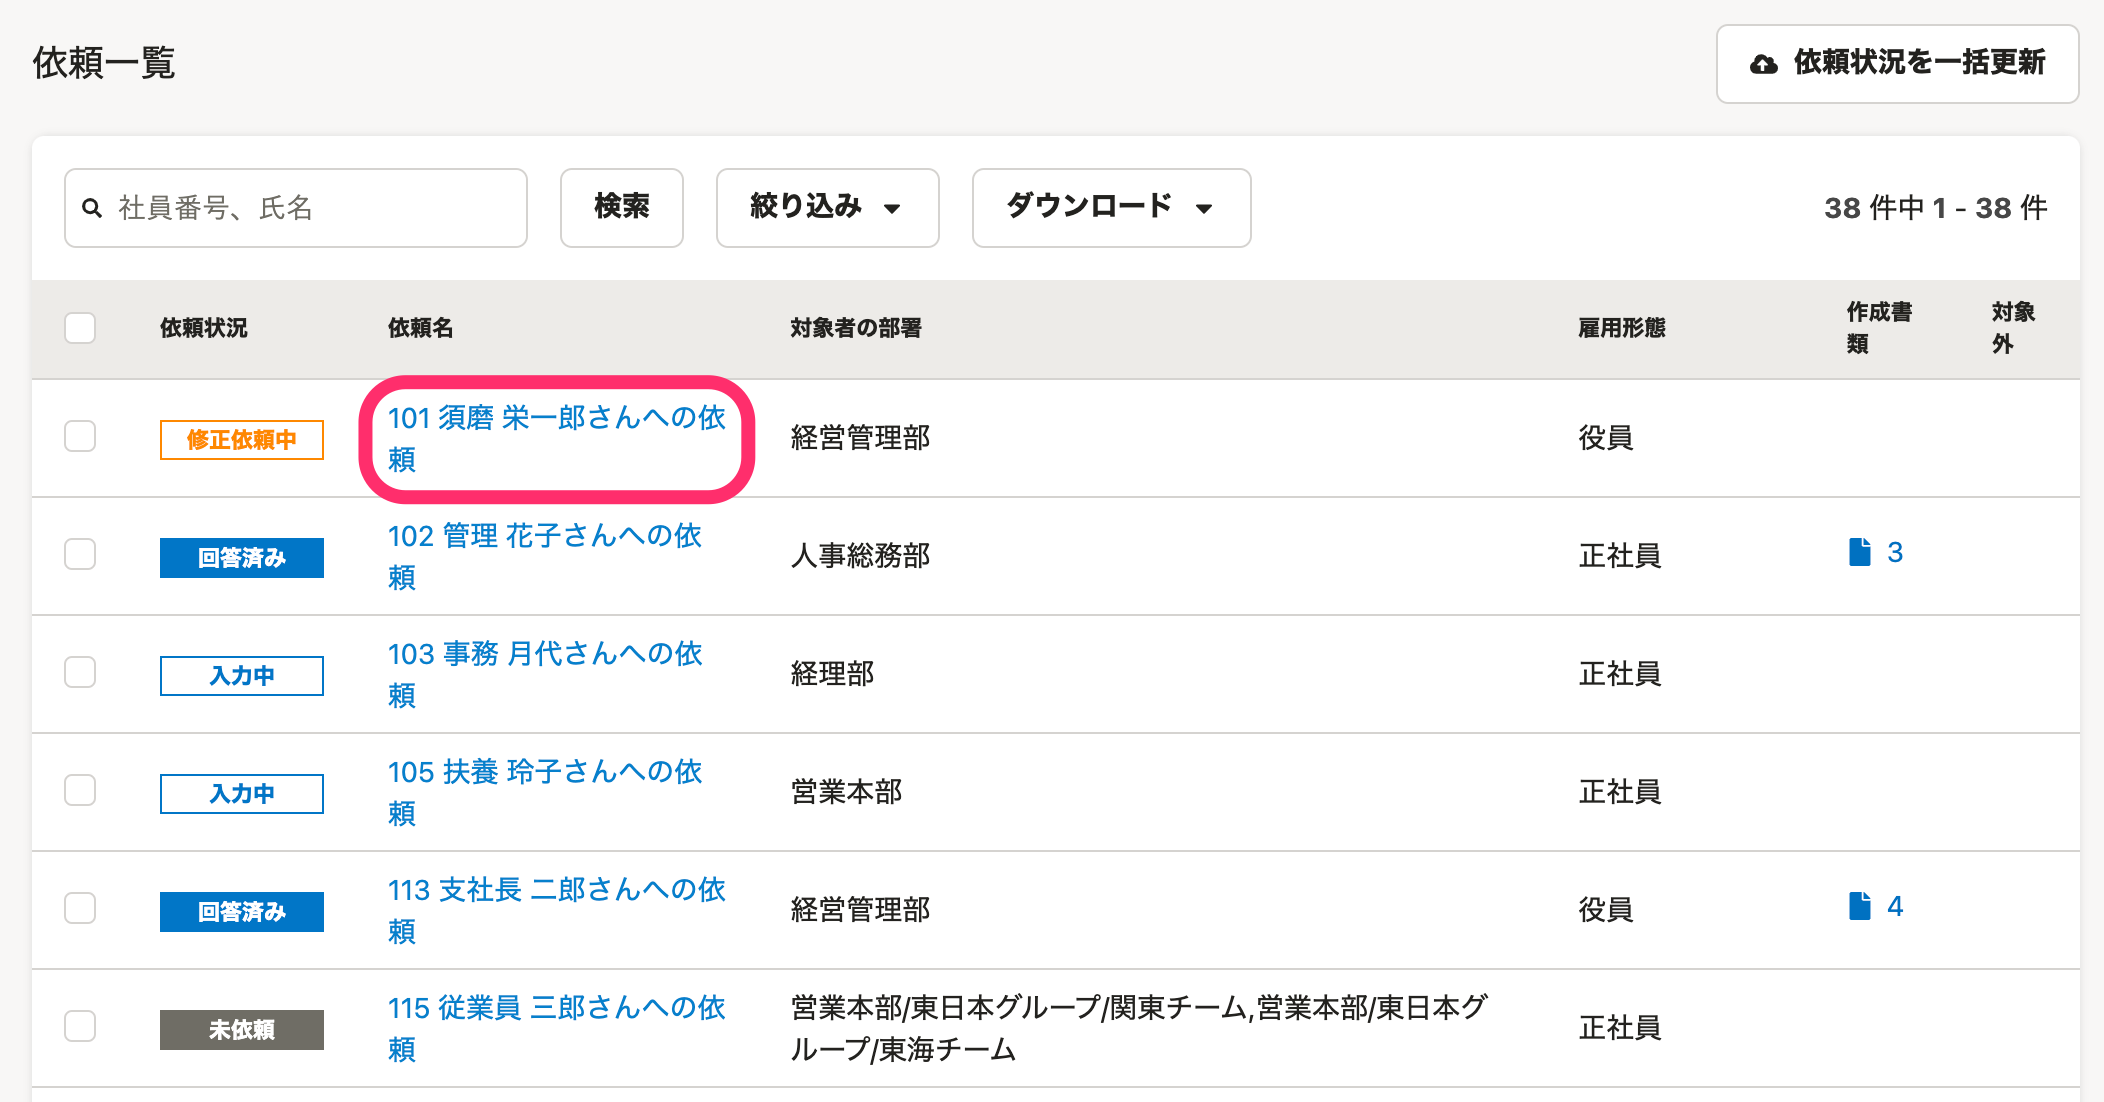 依頼一覧
依頼状況を一括更新
社員番号、氏名
検索
絞り込み
ダウンロード
38 件中 1 - 38 件
依頼状況
依頼名
対象者の部署
雇用形態
作成書
類
対象
外
修正依頼中
101 須磨 栄一郎さんへの依
頼
経営管理部
役員
回答済み
102 管理 花子さんへの依
頼
人事総務部
正社員
3
入力中
103 事務 月代さんへの依
頼
経理部
正社員
入力中
105 扶養 玲子さんへの依
頼
営業本部
正社員
回答済み
113 支社長 二郎さんへの依
頼
経営管理部
役員
4
未依頼
115 従業員 三郎さんへの依
頼
営業本部/東日本グループ/関東チーム,営業本部/東日本グ
ループ/東海チーム
正社員